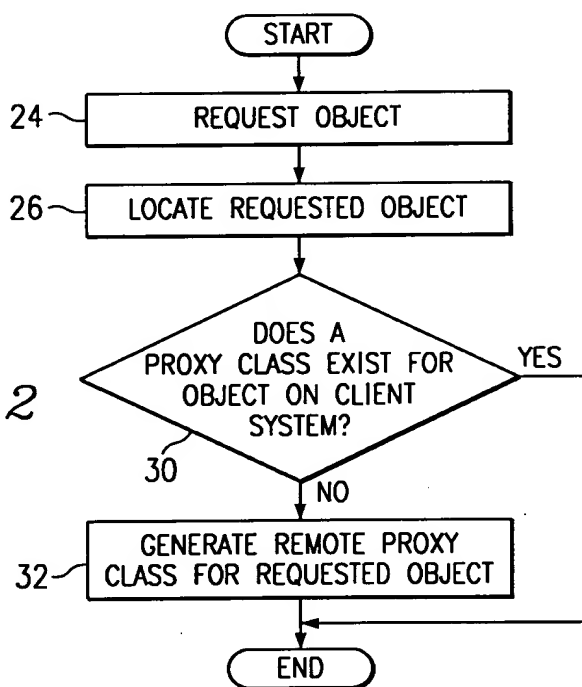 START
24
REQUEST OBJECT
26
LOCATE REQUESTED OBJECT
DOES A
PROXY CLASS EXIST FOR
OBJECT ON CLIENT
SYSTEM?
YES
2
30
NO
GENERATE REMOTE PROXY
CLASS FOR REQUESTED OBJECT
32
END